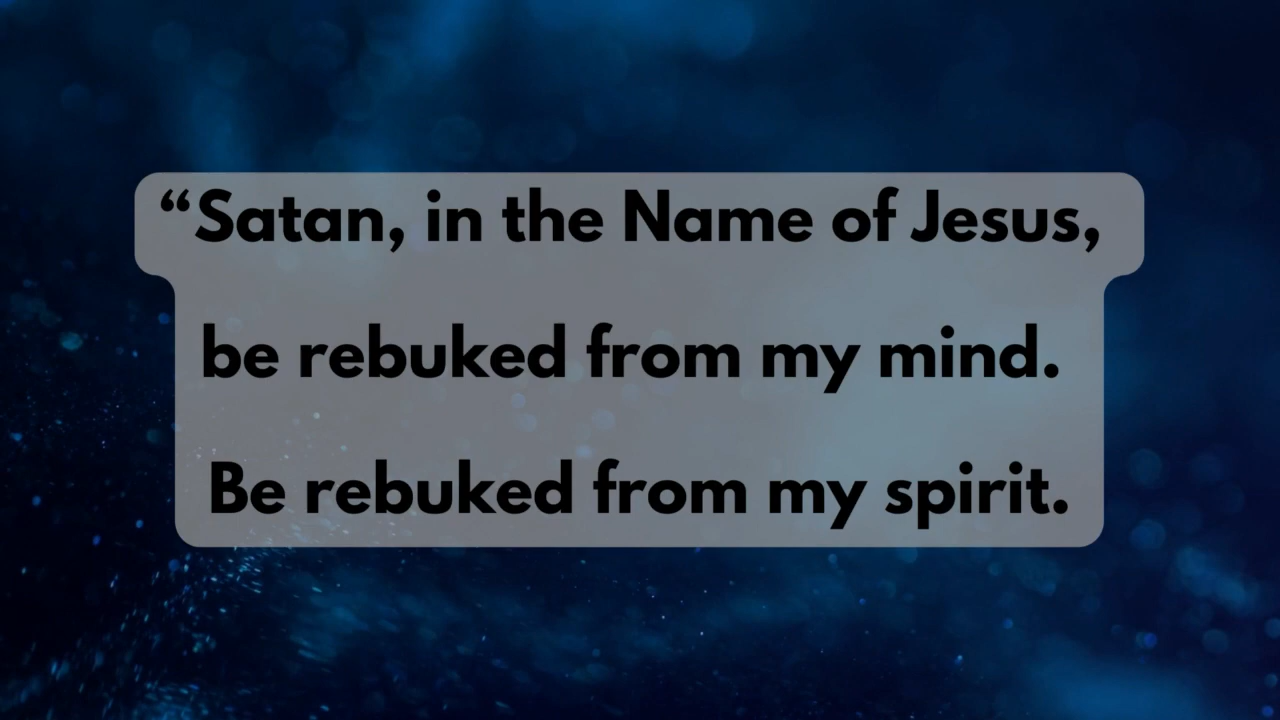 “Satan, in the Name of Jesus,
be rebuked from my mind.
Be rebuked from my spirit.